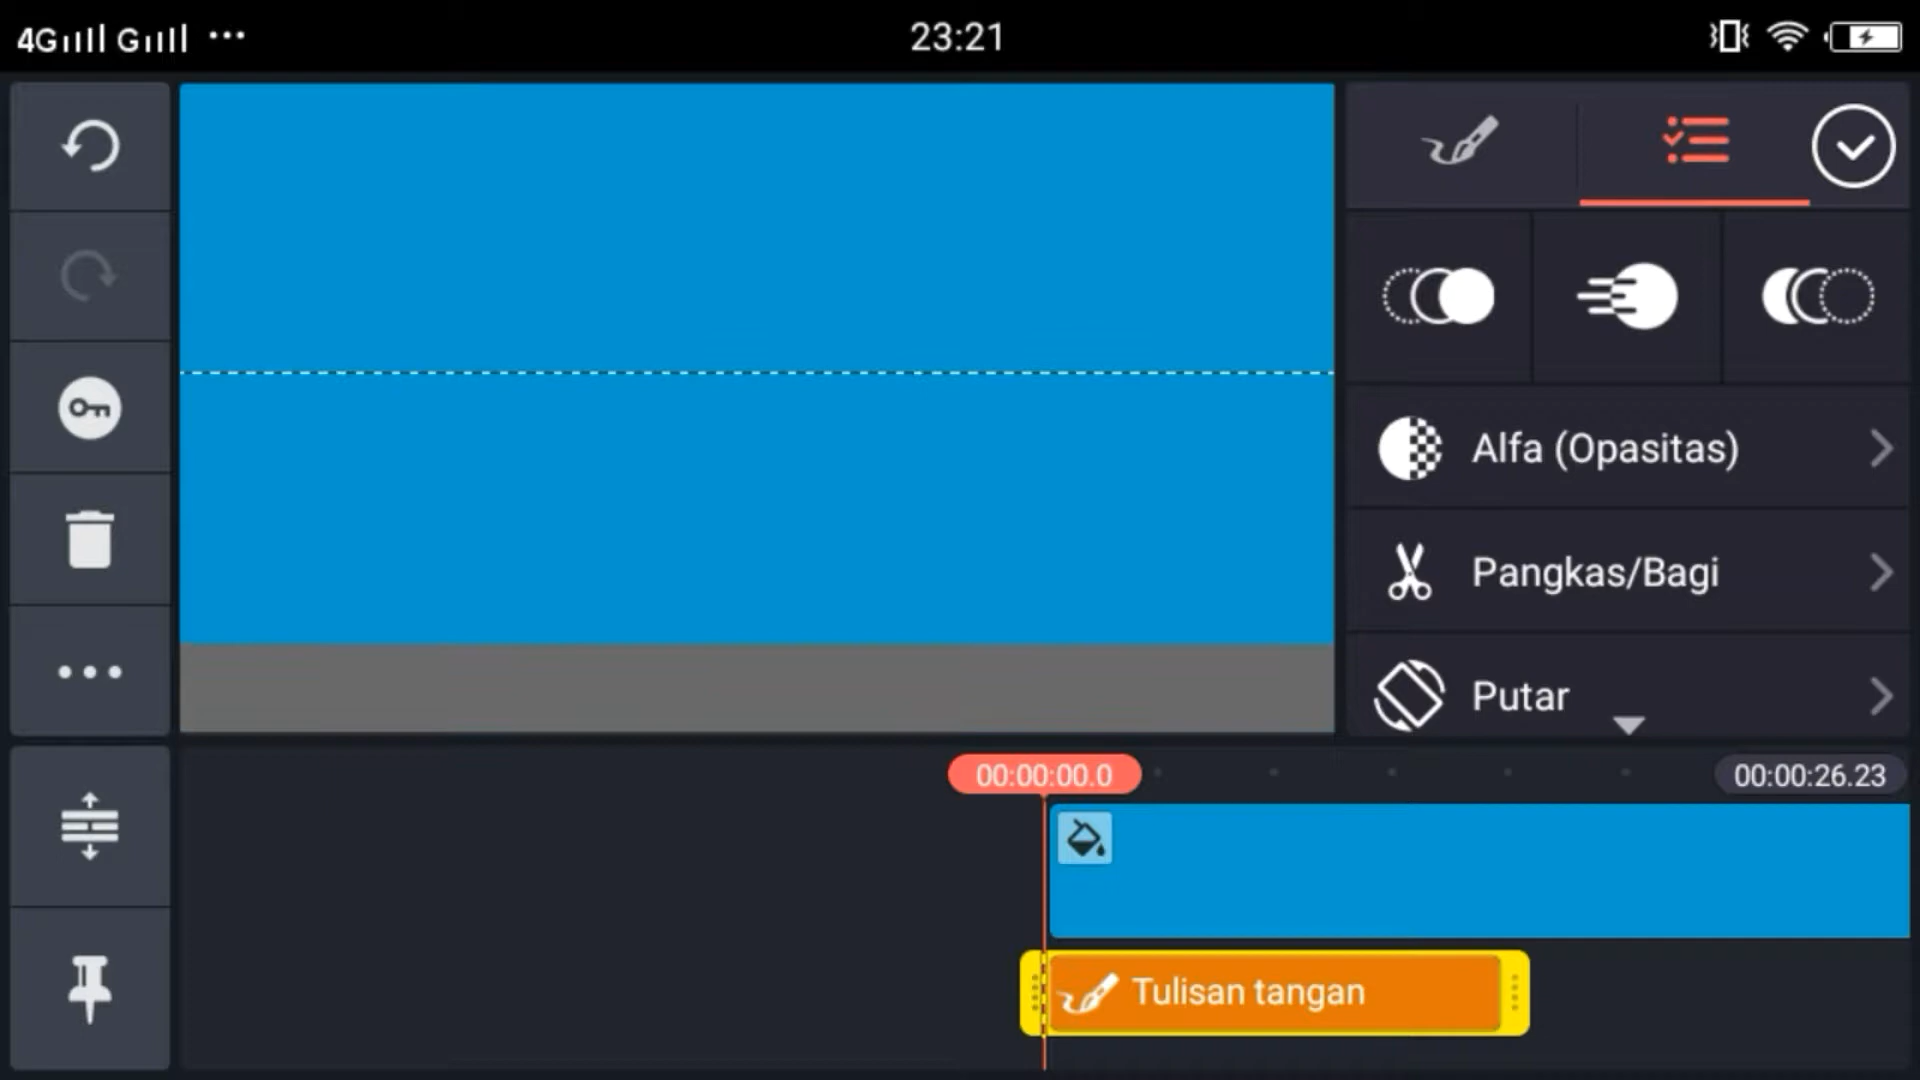 4G G ... 23:21
Alfa (Opasitas)
Pangkas/Bagi
Putar
00:00:00.0 00:00:26.23
Tulisan tangan